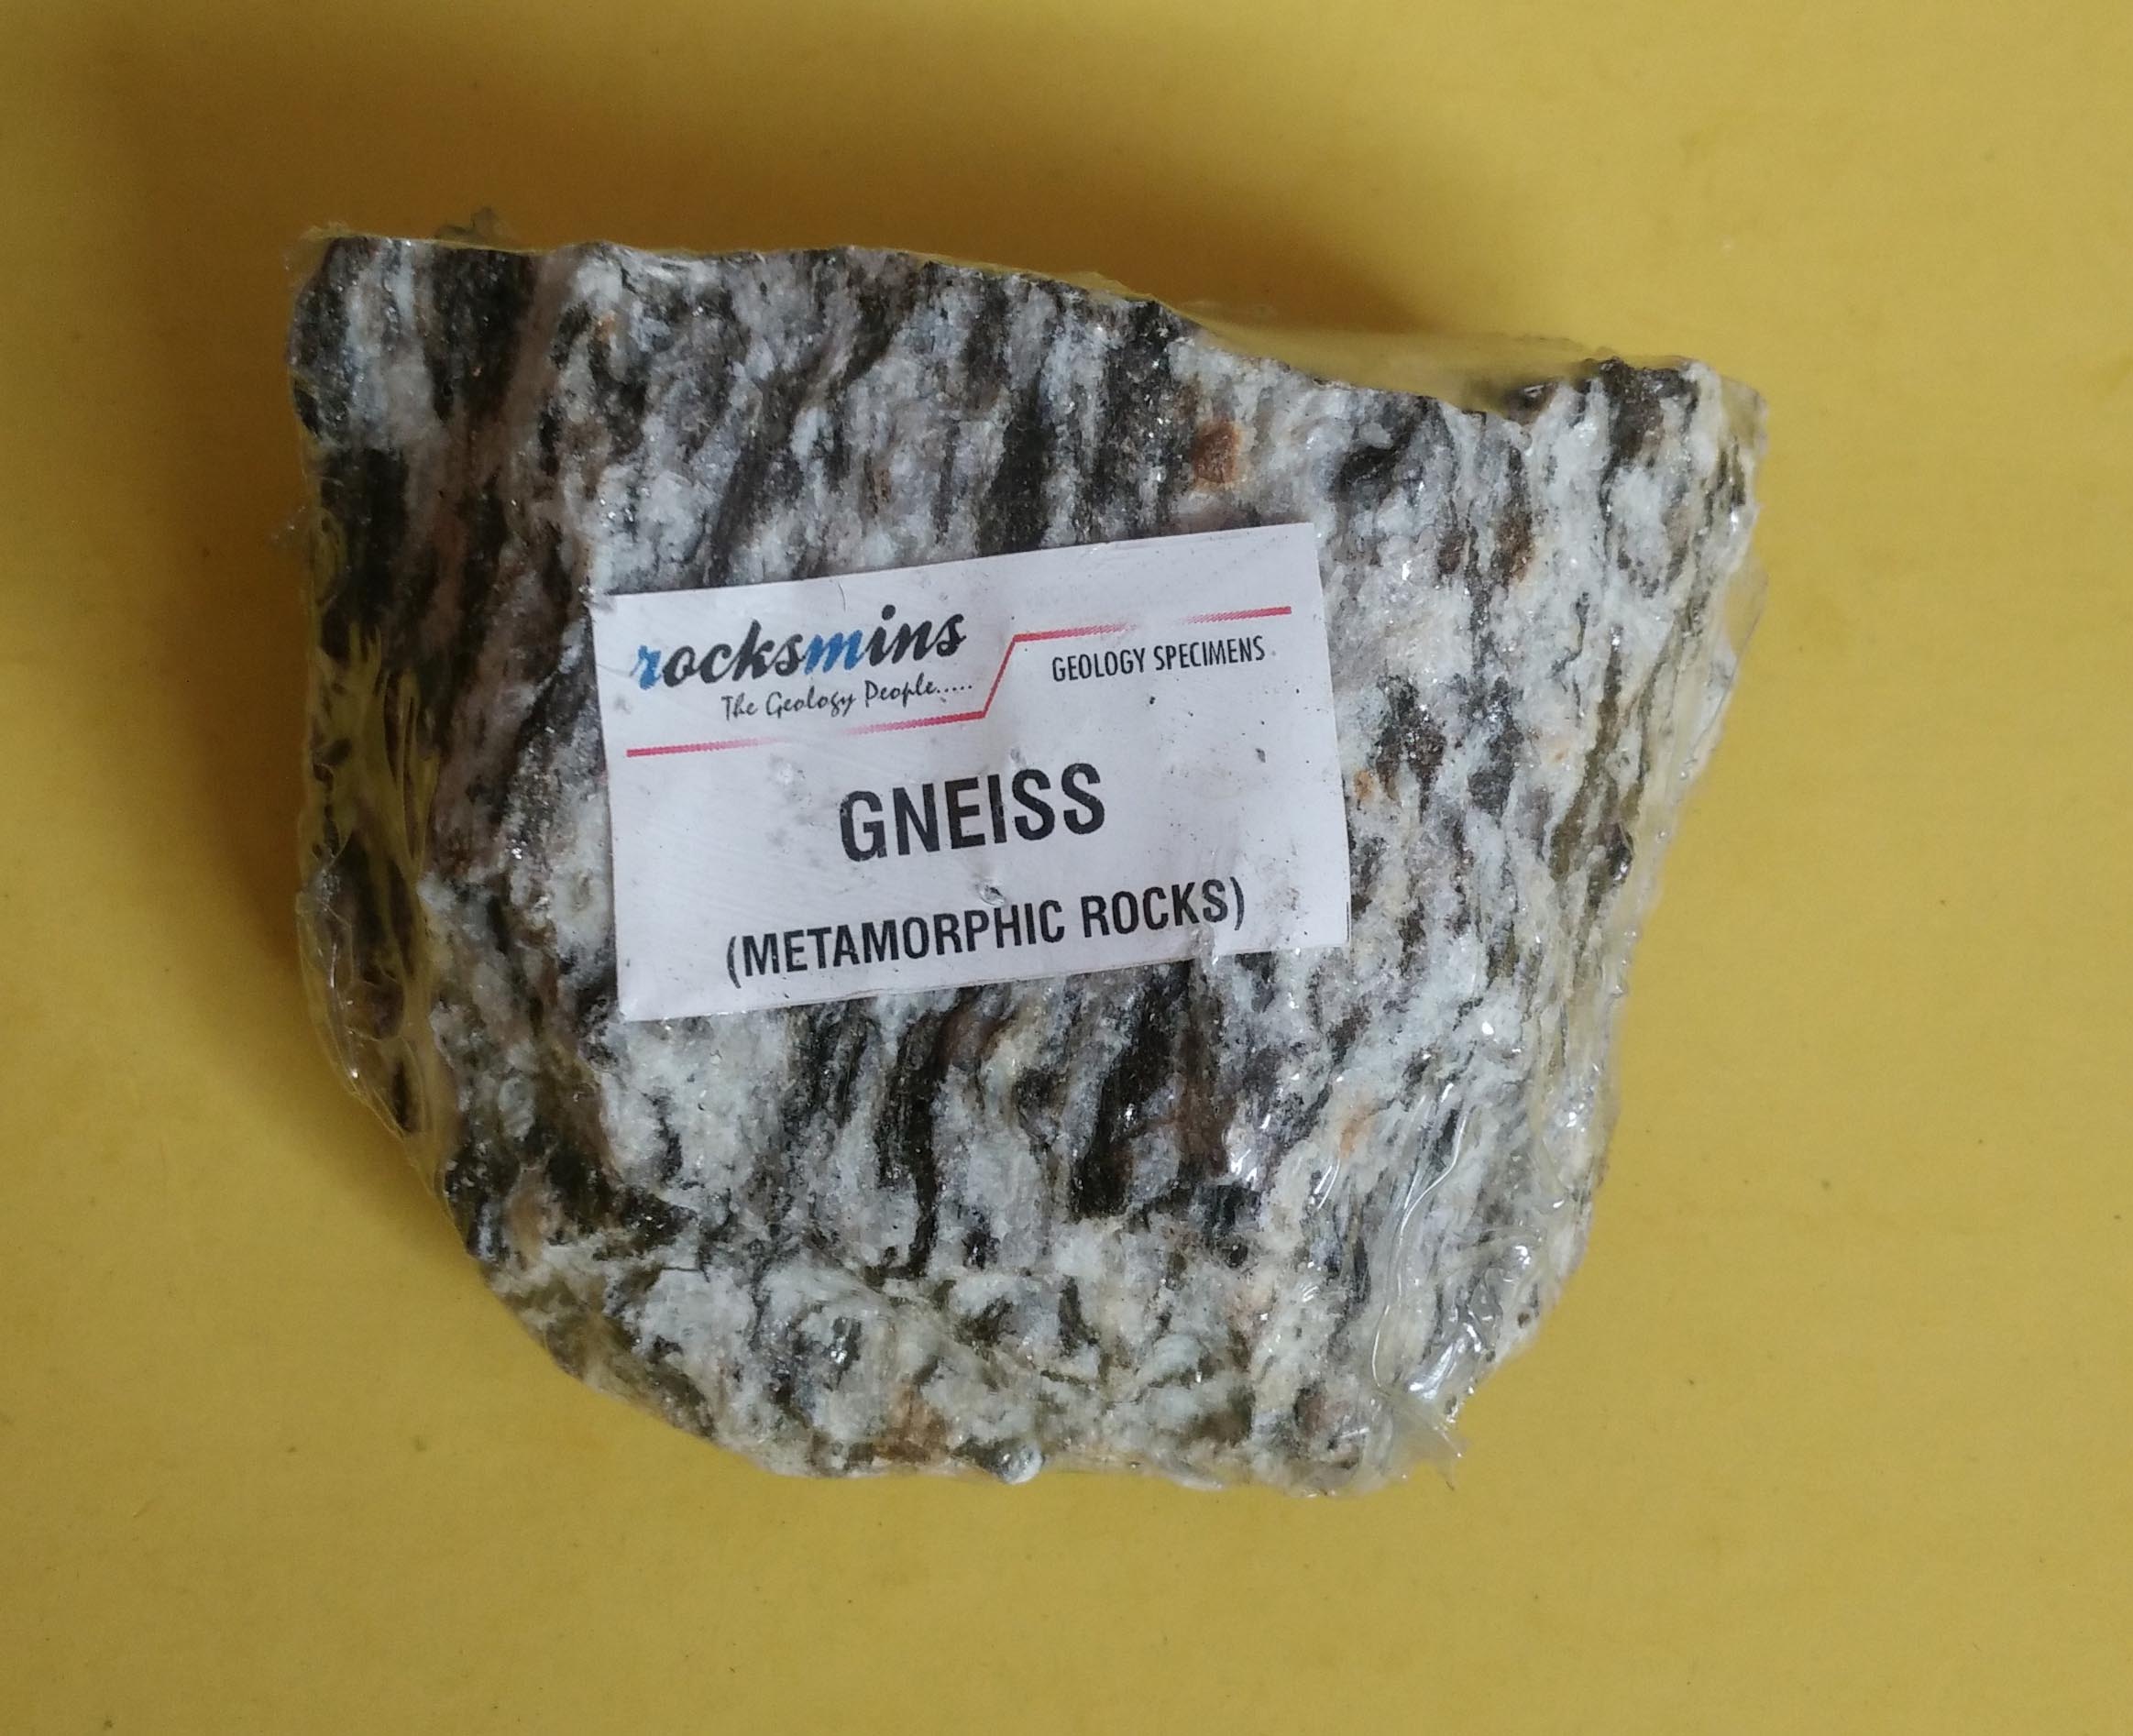 rocksmins
The Geology People.....
GEOLOGY SPECIMENS
GNEISS
(METAMORPHIC ROCKS)